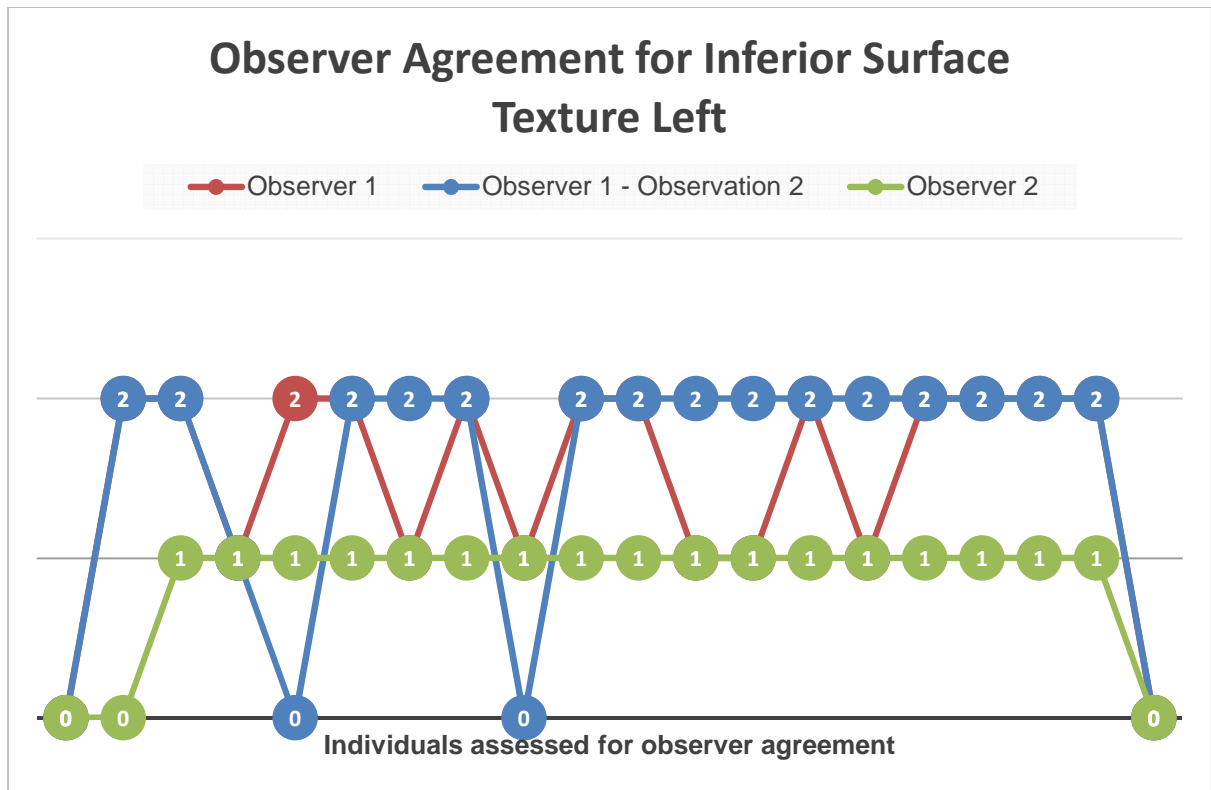 Observer Agreement for Inferior Surface
Texture Left
Observer 1 Observer 1 - Observation 2 Observer 2
2 2 2 2 2 2 2 2 2 2 2 2 2 2 2 2 2
1 1 1 1 1 1 1 1 1 1 1 1 1 1 1 1 1
0 0 0 0 0
Individuals assessed for observer agreement